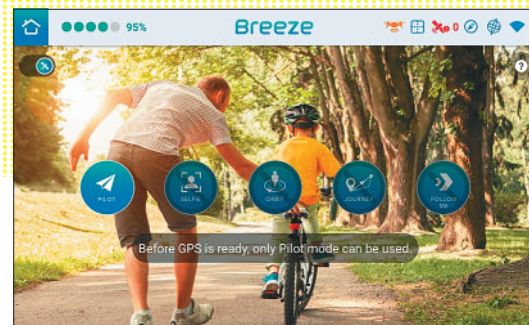 95% Breeze 0
?
PILOT SELFIE ORBIT JOURNEY FOLLOW ME
Before GPS is ready, only Pilot mode can be used.